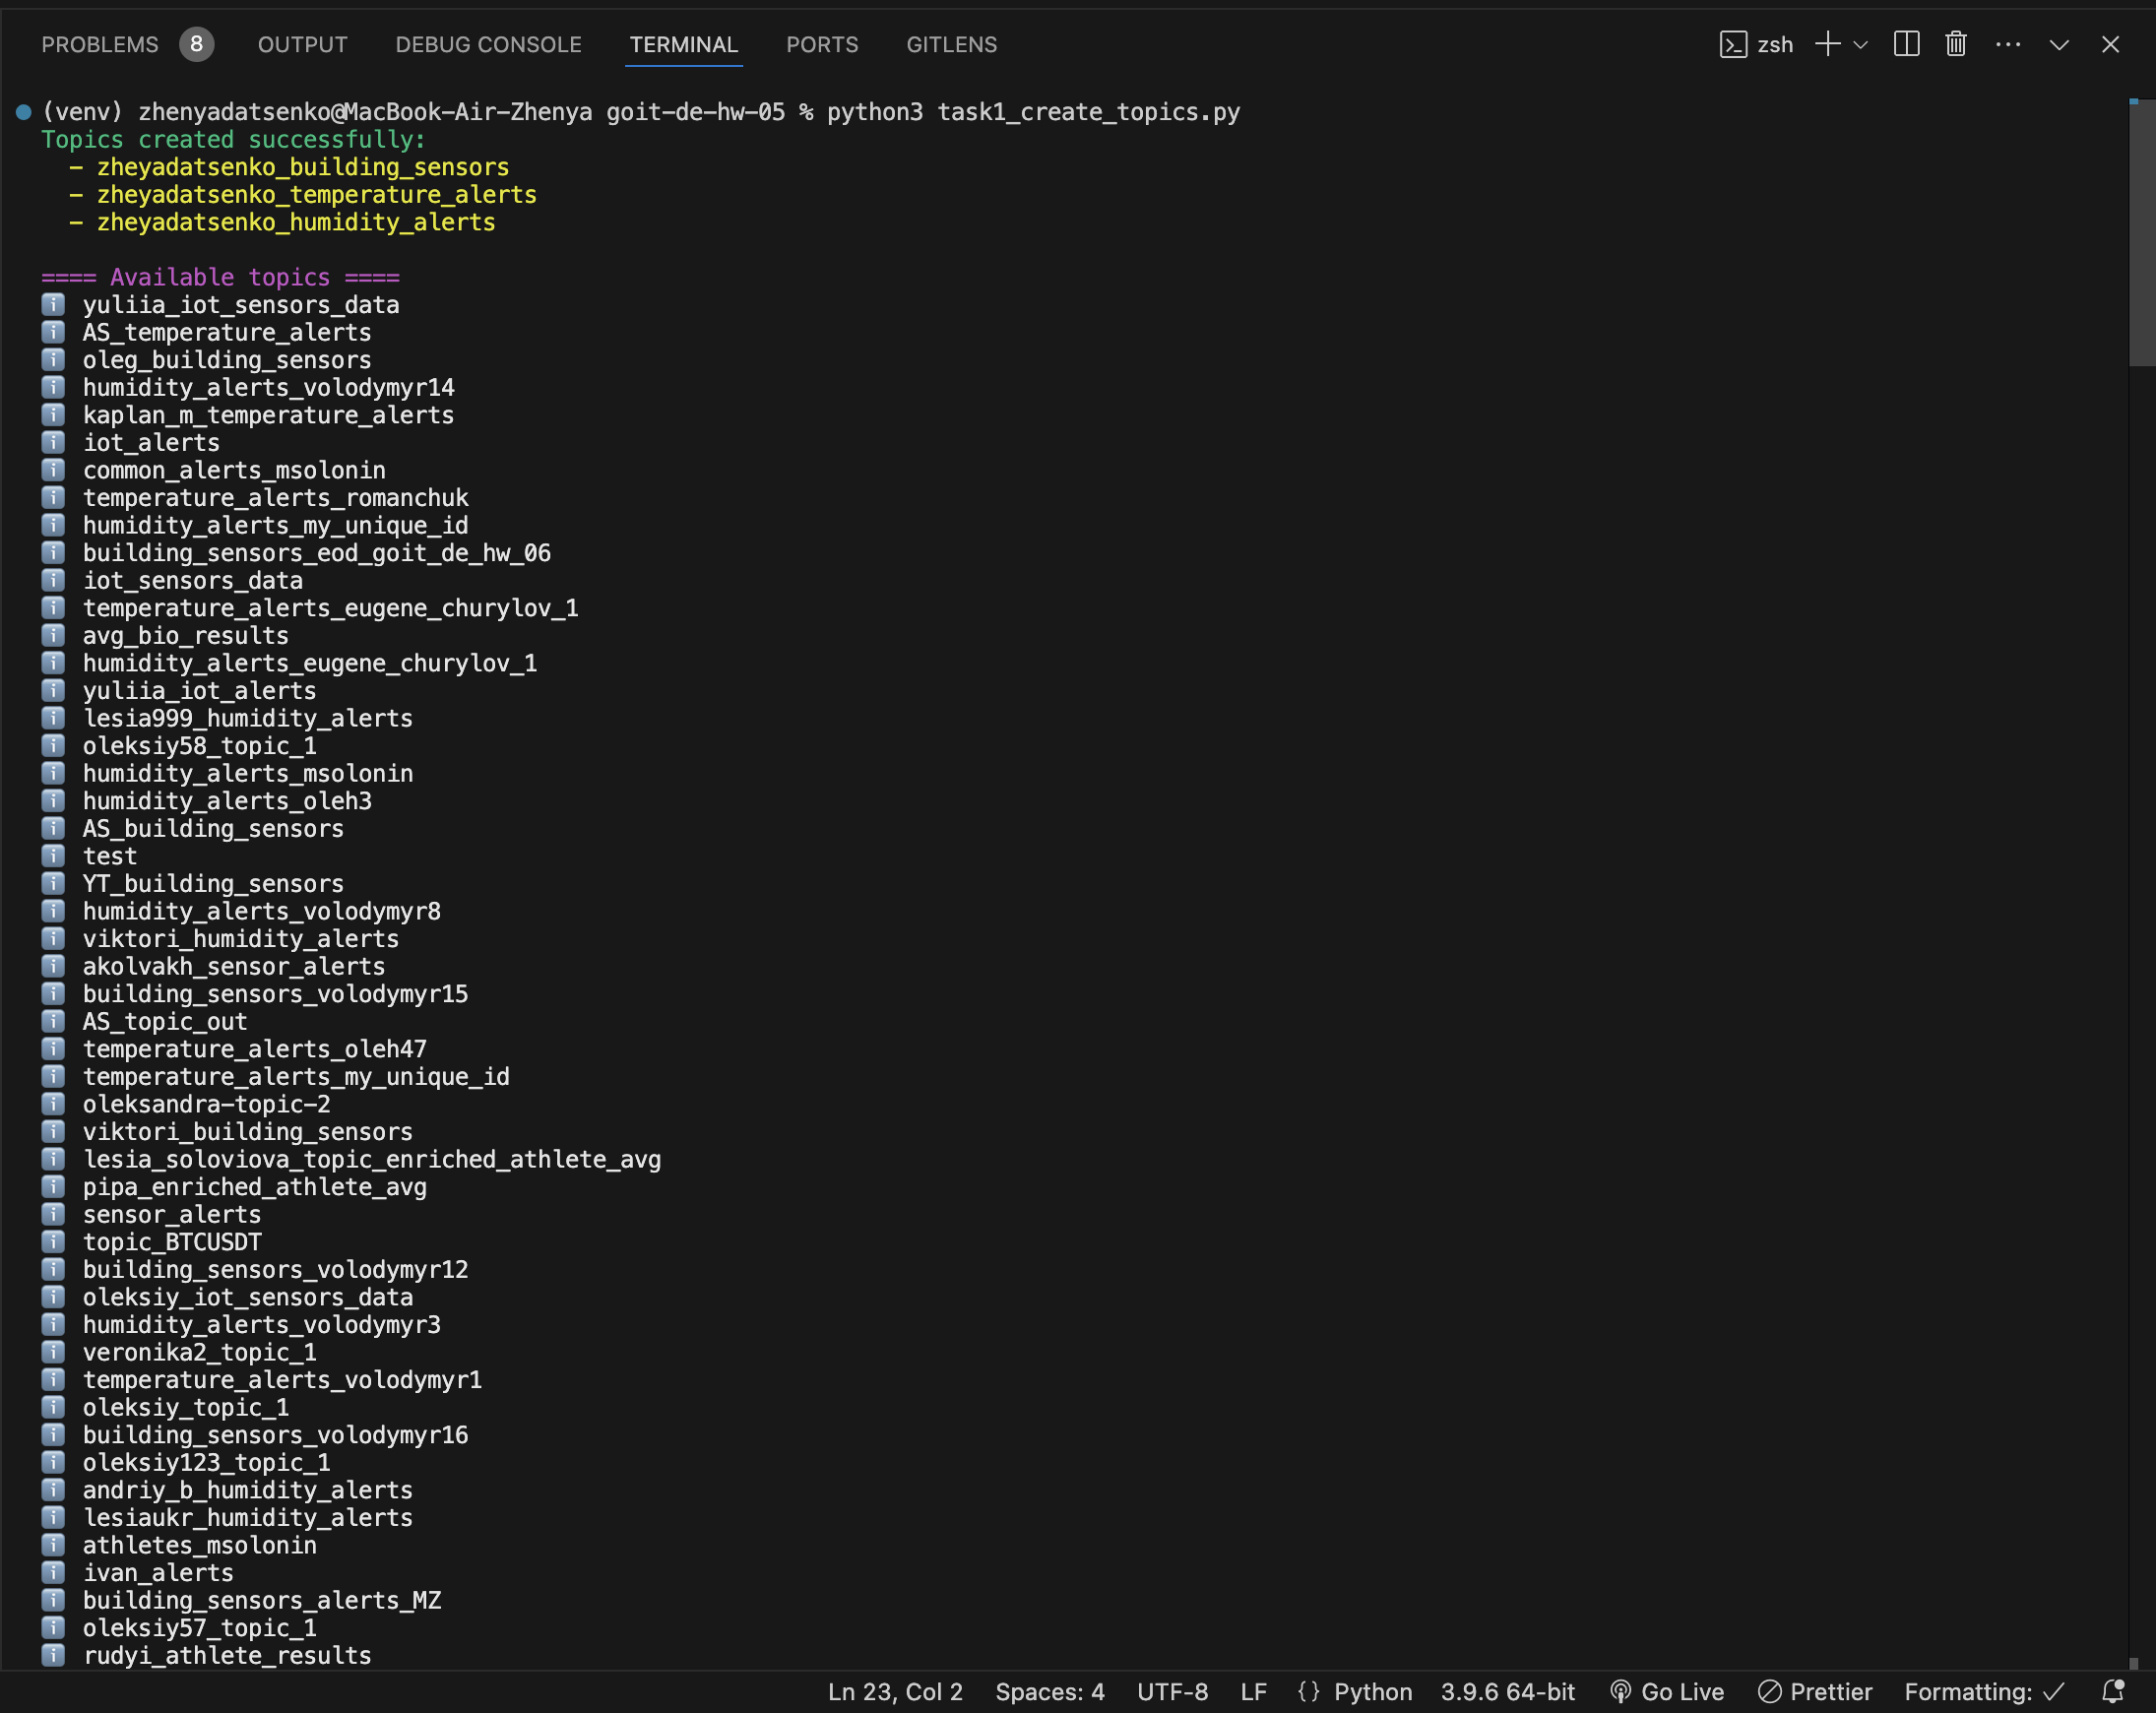 PROBLEMS 8 OUTPUT DEBUG CONSOLE TERMINAL PORTS GITLENS zsh
(venv) zhenyadatsenko@MacBook-Air-Zhenya goit-de-hw-05 % python3 task1_create_topics.py
Topics created successfully:
- zheyadatsenko_building_sensors
- zheyadatsenko_temperature_alerts
- zheyadatsenko_humidity_alerts
==== Available topics ====
i yuliia_iot_sensors_data
i AS_temperature_alerts
i oleg_building_sensors
i humidity_alerts_volodymyr14
i kaplan_m_temperature_alerts
i iot_alerts
i common_alerts_msolonin
i temperature_alerts_romanchuk
i humidity_alerts_my_unique_id
i building_sensors_eod_goit_de_hw_06
i iot_sensors_data
i temperature_alerts_eugene_churylov_1
i avg_bio_results
i humidity_alerts_eugene_churylov_1
i yuliia_iot_alerts
i lesia999_humidity_alerts
i oleksiy58_topic_1
i humidity_alerts_msolonin
i humidity_alerts_oleh3
i AS_building_sensors
i test
i YT_building_sensors
i humidity_alerts_volodymyr8
i viktori_humidity_alerts
i akolvakh_sensor_alerts
i building_sensors_volodymyr15
i AS_topic_out
i temperature_alerts_oleh47
i temperature_alerts_my_unique_id
i oleksandra-topic-2
i viktori_building_sensors
i lesia_soloviova_topic_enriched_athlete_avg
i pipa_enriched_athlete_avg
i sensor_alerts
i topic_BTCUSDT
i building_sensors_volodymyr12
i oleksiy_iot_sensors_data
i humidity_alerts_volodymyr3
i veronika2_topic_1
i temperature_alerts_volodymyr1
i oleksiy_topic_1
i building_sensors_volodymyr16
i oleksiy123_topic_1
i andriy_b_humidity_alerts
i lesiaukr_humidity_alerts
i athletes_msolonin
i ivan_alerts
i building_sensors_alerts_MZ
i oleksiy57_topic_1
i rudyi_athlete_results
Ln 23, Col 2 Spaces: 4 UTF-8 LF {} Python 3.9.6 64-bit Go Live Prettier Formatting: ✓